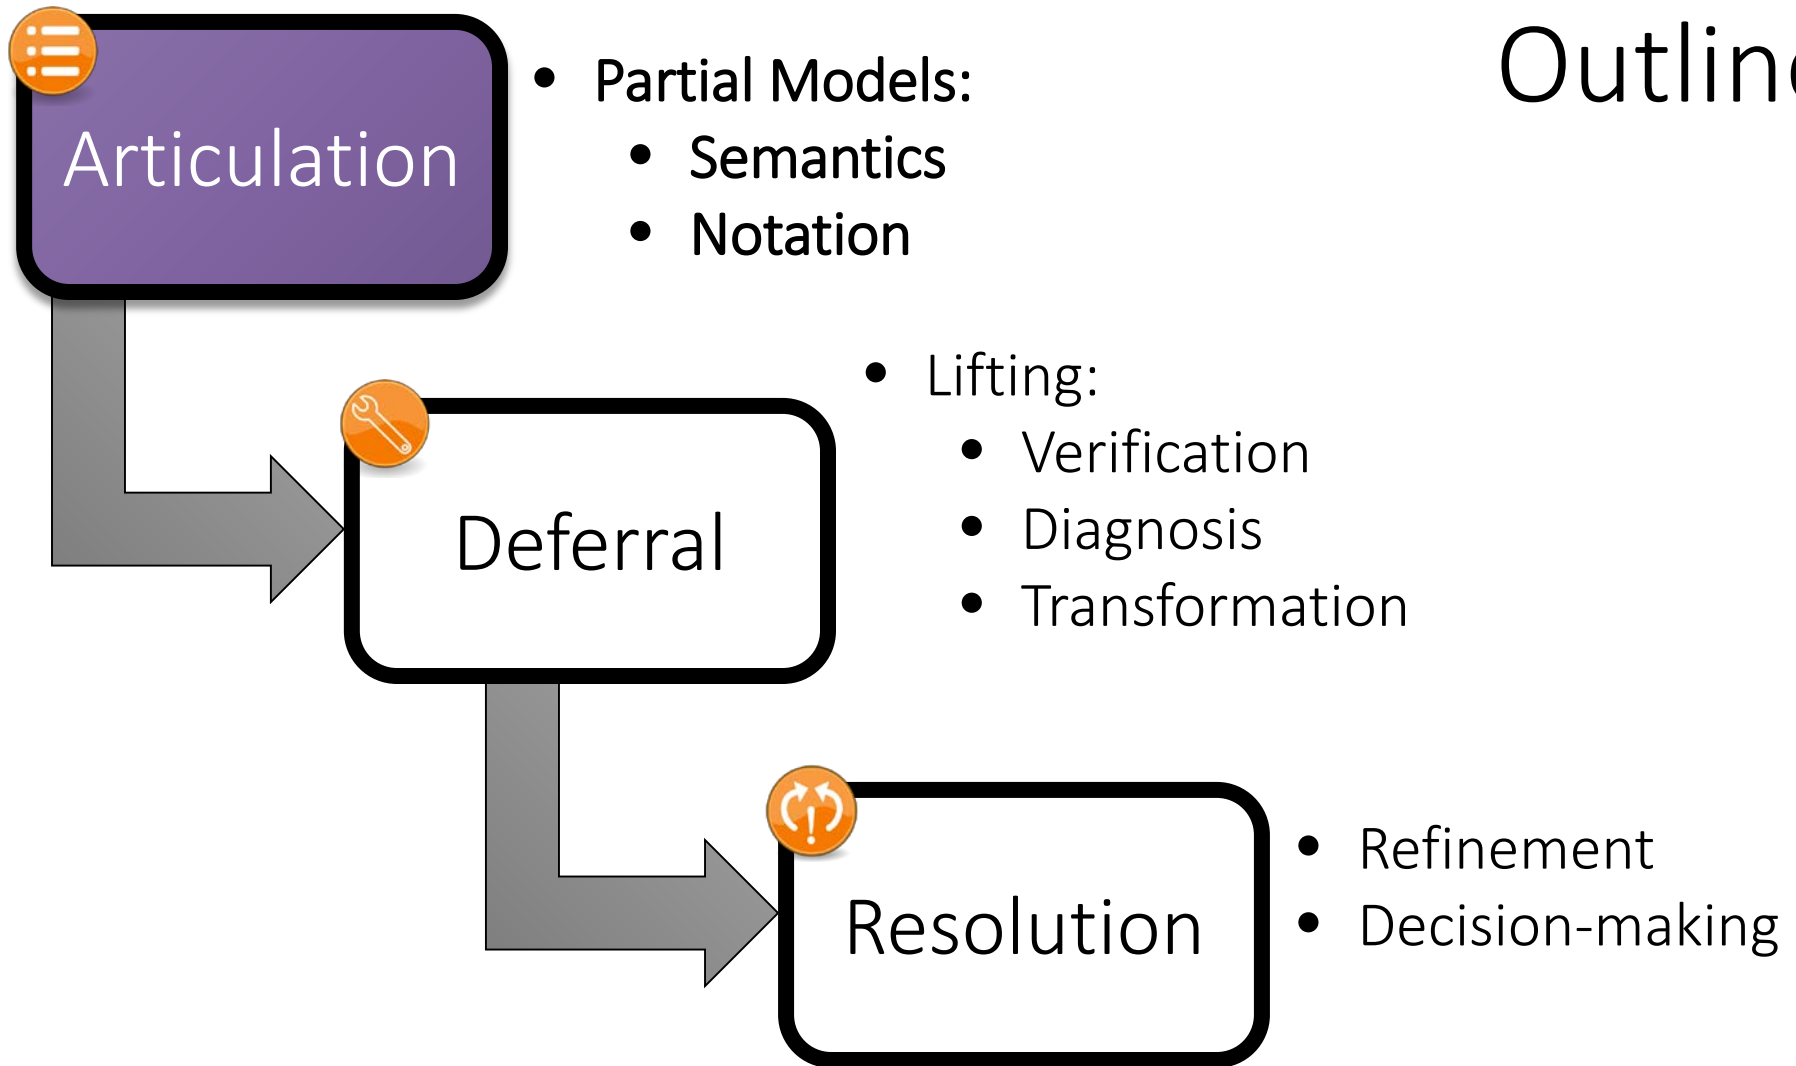 Outlin
Articulation
• Partial Models:
• Semantics
• Notation
Deferral
• Lifting:
• Verification
• Diagnosis
• Transformation
Resolution
• Refinement
• Decision-making